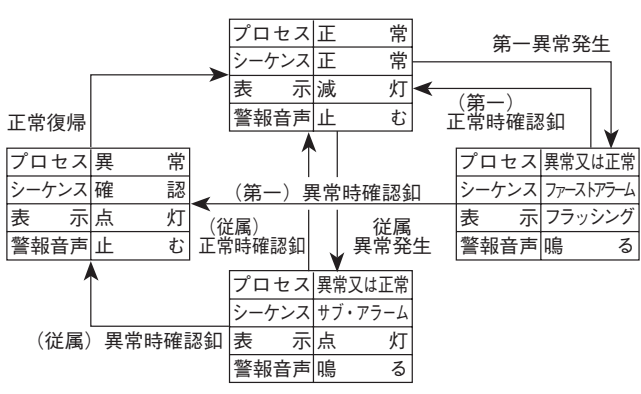 プロセス 正常
シーケンス 正常
表示 減灯
警報音声 止む
第一異常発生
(第一)
正常時確認釦
正常復帰
プロセス 異常
シーケンス 確認
表示 点灯
警報音声 止む
プロセス 異常又は正常
シーケンス ファーストアラーム
表示 フラッシング
警報音声 鳴る
(第一)異常時確認釦
(従属)
正常時確認釦
従属
異常発生
プロセス 異常又は正常
シーケンス サブ・アラーム
表示 点灯
警報音声 鳴る
(従属)異常時確認釦